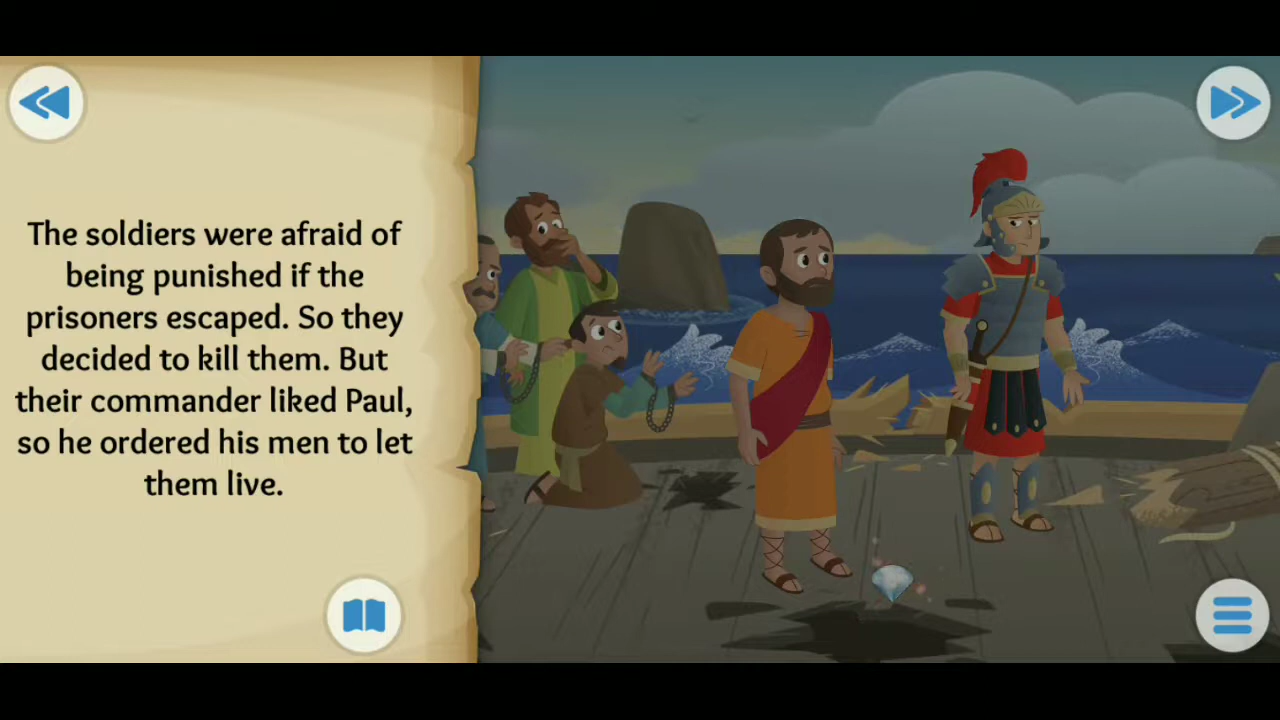 The soldiers were afraid of
being punished if the
prisoners escaped. So they
decided to kill them. But
their commander liked Paul,
so he ordered his men to let
them live.